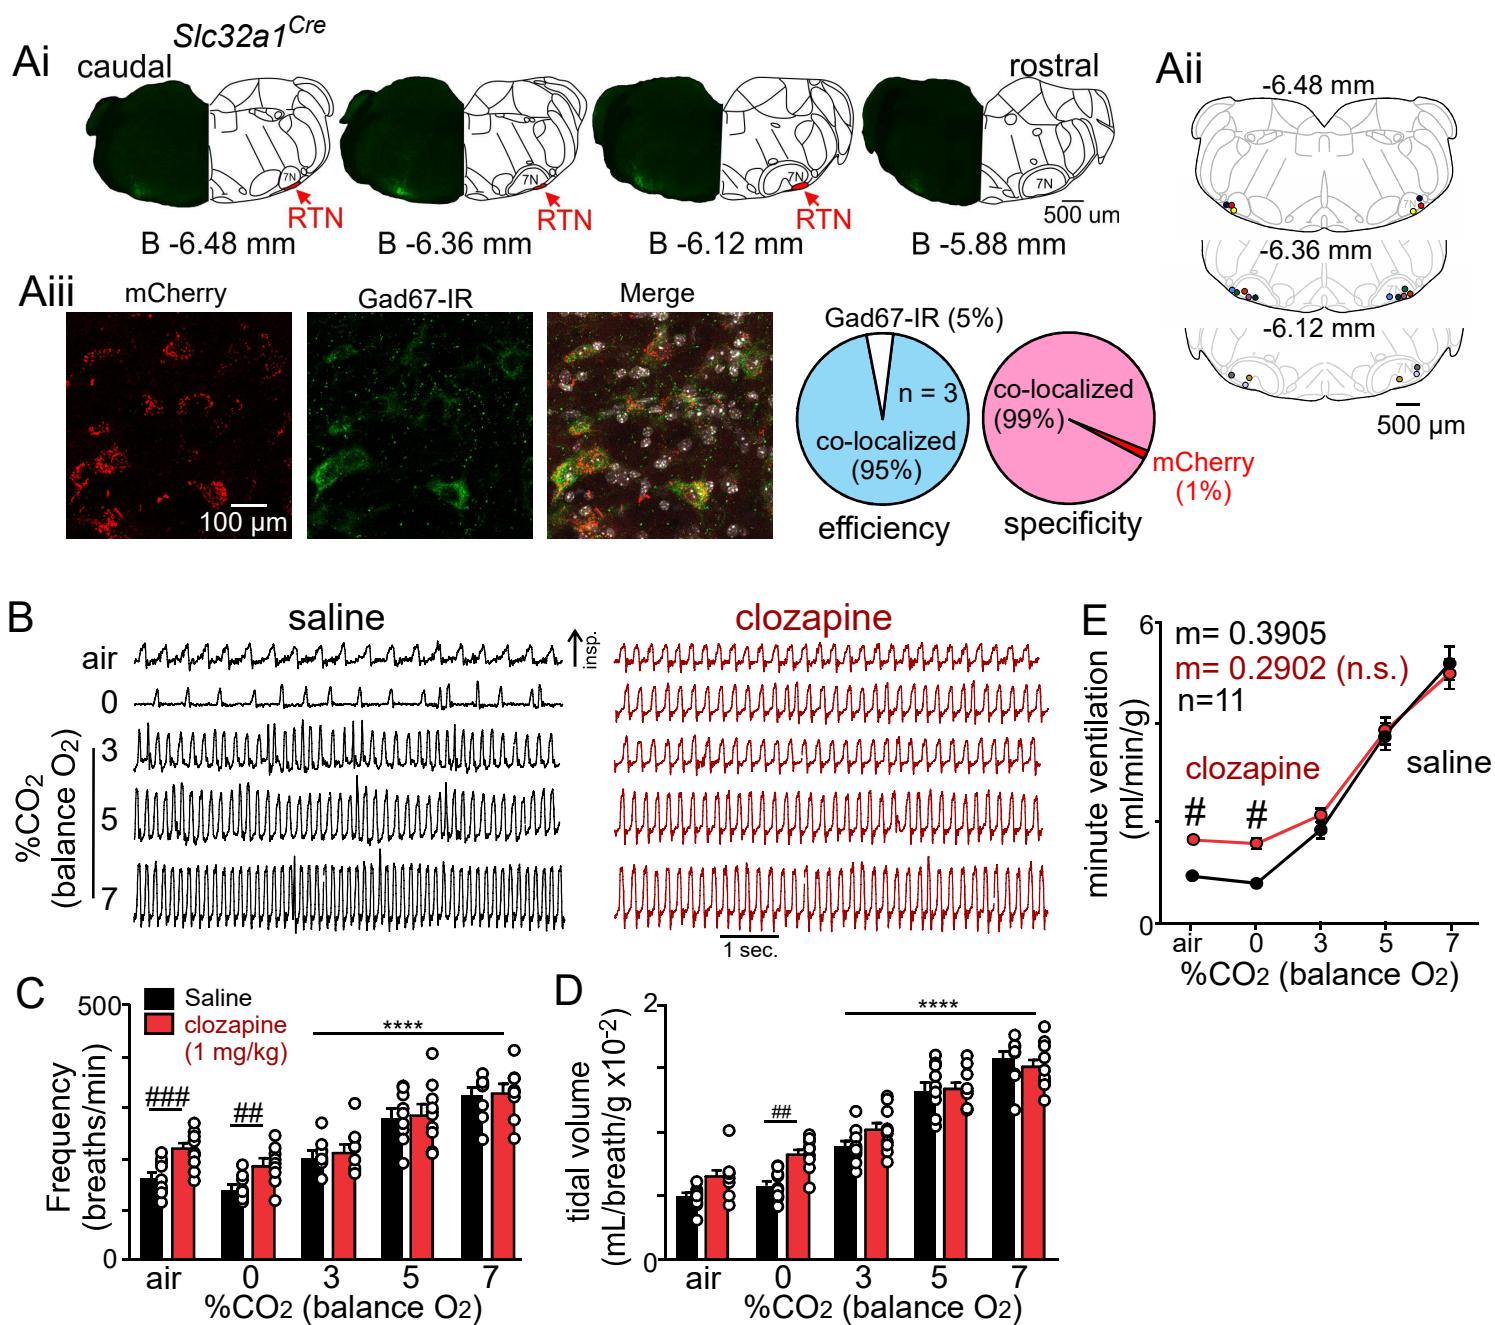 Slc32a1Cre
Ai
caudal
rostral
7N
7N
7N
7N
RTN
RTN
RTN
500 um
B -6.48 mm
B -6.36 mm
B -6.12 mm
B -5.88 mm
Aii
-6.48 mm
7N
-6.36 mm
7N
-6.12 mm
7N
500 µm
Aiii
mCherry
Gad67-IR
Merge
100 µm
Gad67-IR (5%)
n = 3
co-localized
(95%)
efficiency
co-localized
(99%)
mCherry
(1%)
specificity
B
saline
clozapine
insp.
air
0
3
5
7
%CO2
(balance O2)
1 sec.
E
m= 0.3905
m= 0.2902 (n.s.)
n=11
clozapine
saline
# #
minute ventilation
(ml/min/g)
6
0
air 0 3 5 7
%CO2 (balance O2)
C
Saline
clozapine
(1 mg/kg)
****
###
##
Frequency
(breaths/min)
500
0
air 0 3 5 7
%CO2 (balance O2)
D
****
##
tidal volume
(mL/breath/g x10-2)
2
0
air 0 3 5 7
%CO2 (balance O2)